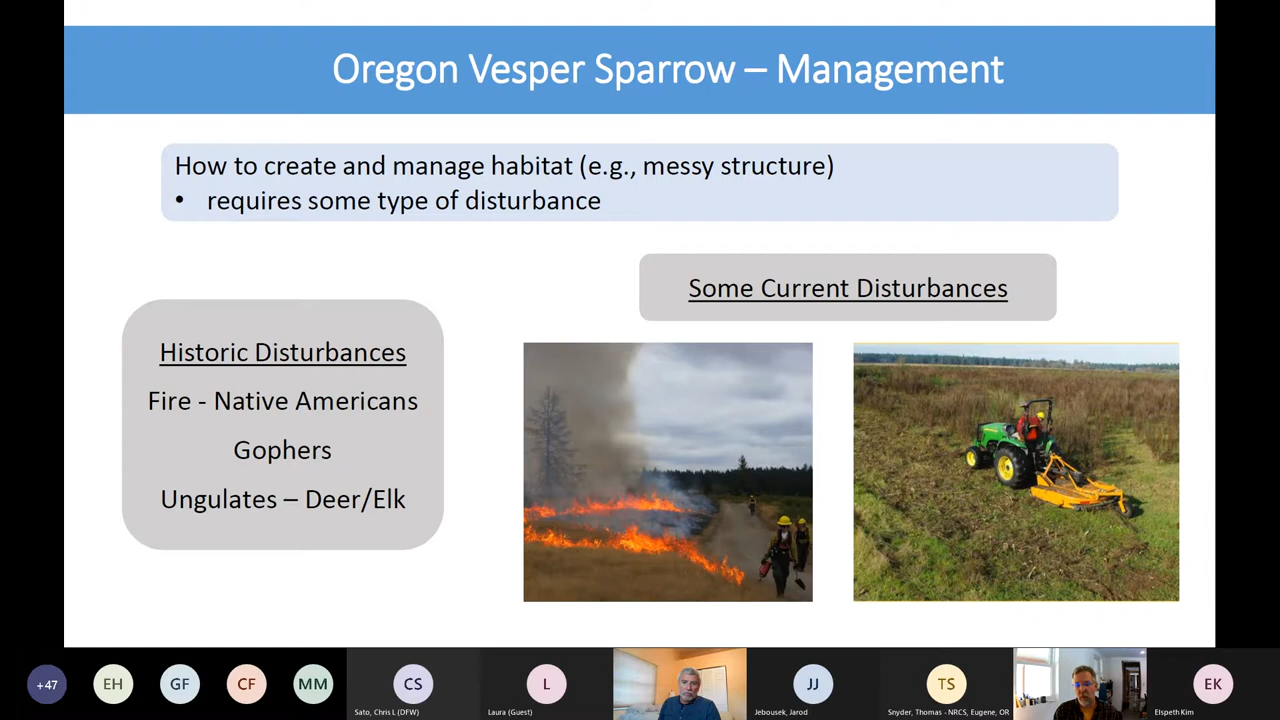 Oregon Vesper Sparrow – Management
How to create and manage habitat (e.g., messy structure)
• requires some type of disturbance
Some Current Disturbances
Historic Disturbances
Fire - Native Americans
Gophers
Ungulates – Deer/Elk
+47
EH
GF
CF
MM
CS
L
JJ
TS
EK
Sato, Chris L (DFW)
Laura (Guest)
Jebousek, Jarod
Snyder, Thomas - NRCS, Eugene, OR
Elspeth Kim